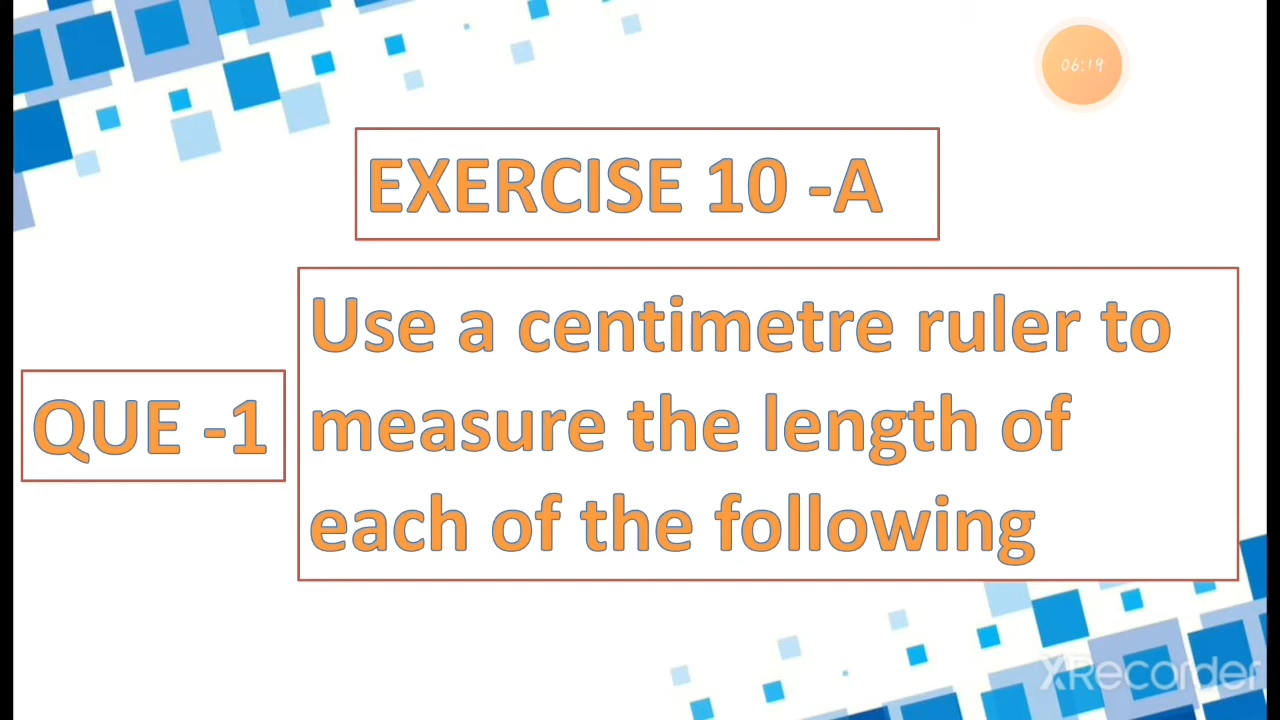 06:19
EXERCISE 10 -A
QUE -1
Use a centimetre ruler to
measure the length of
each of the following
XRecorder